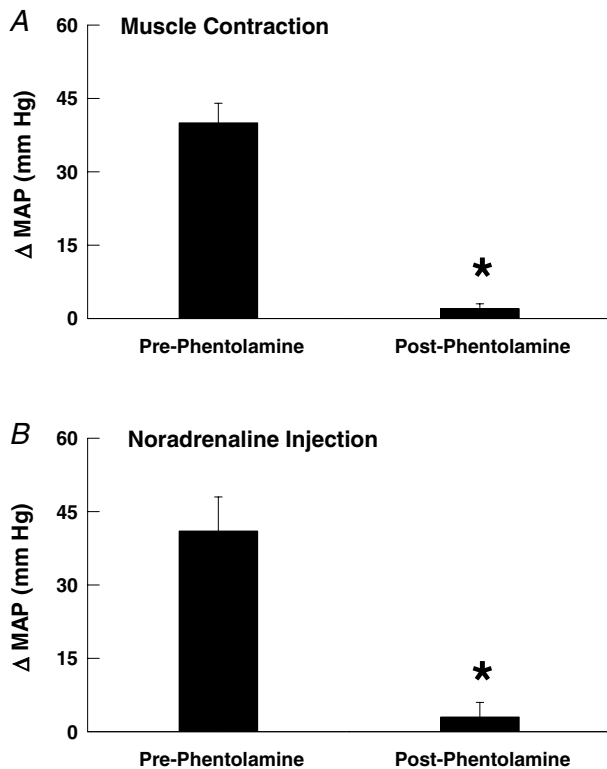 A
Muscle Contraction
Δ MAP (mm Hg)
60
45
30
15
0
*
Pre-Phentolamine
Post-Phentolamine
B
Noradrenaline Injection
Δ MAP (mm Hg)
60
45
30
15
0
*
Pre-Phentolamine
Post-Phentolamine